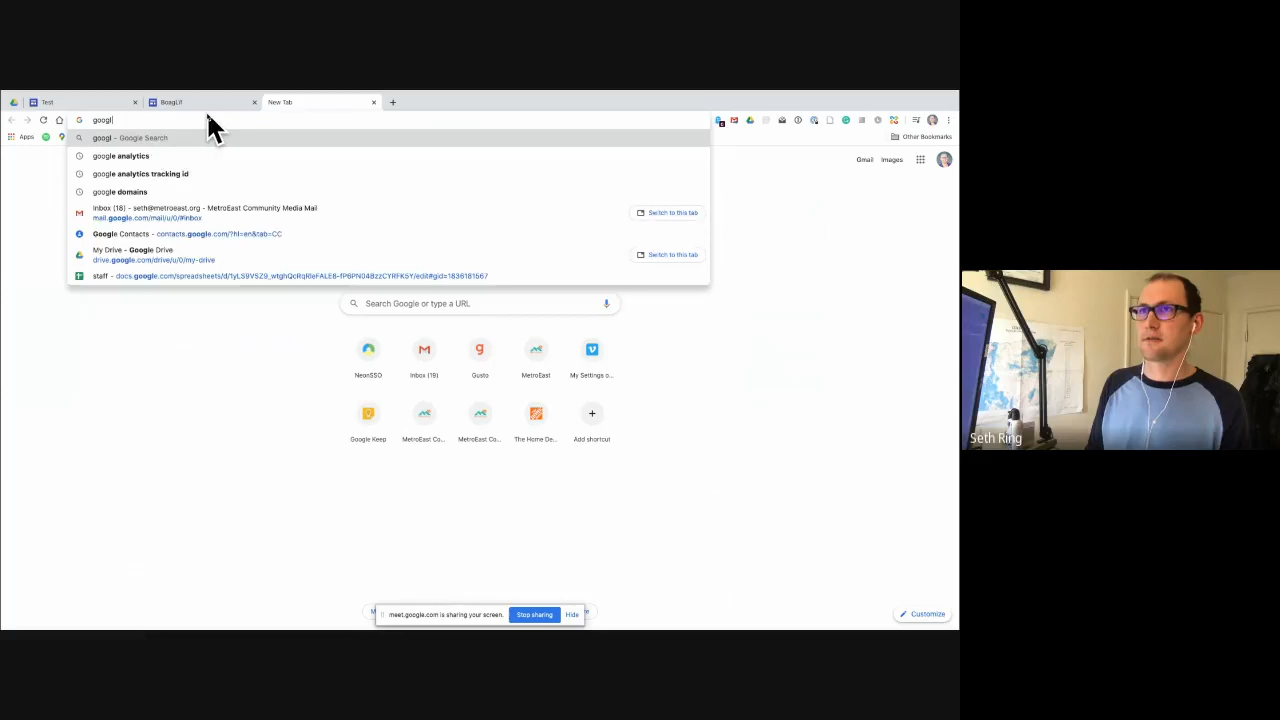 Test
BoagLif
New Tab
googl
Apps
Other Bookmarks
googl - Google Search
google analytics
google analytics tracking id
google domains
Inbox (18) - seth@metroeast.org - MetroEast Community Media Mail
mail.google.com/mail/u/0/#inbox
Switch to this tab
Google Contacts - contacts.google.com/?hl=en&tab=CC
My Drive - Google Drive
drive.google.com/drive/u/0/my-drive
Switch to this tab
Gmail
Images
Search Google or type a URL
NeonSSO
Inbox (19)
Gusto
MetroEast
My Settings o...
Google Keep
MetroEast Co...
MetroEast Co...
The Home De...
Add shortcut
meet.google.com is sharing your screen.
Stop sharing
Hide
Customize
Seth Ring